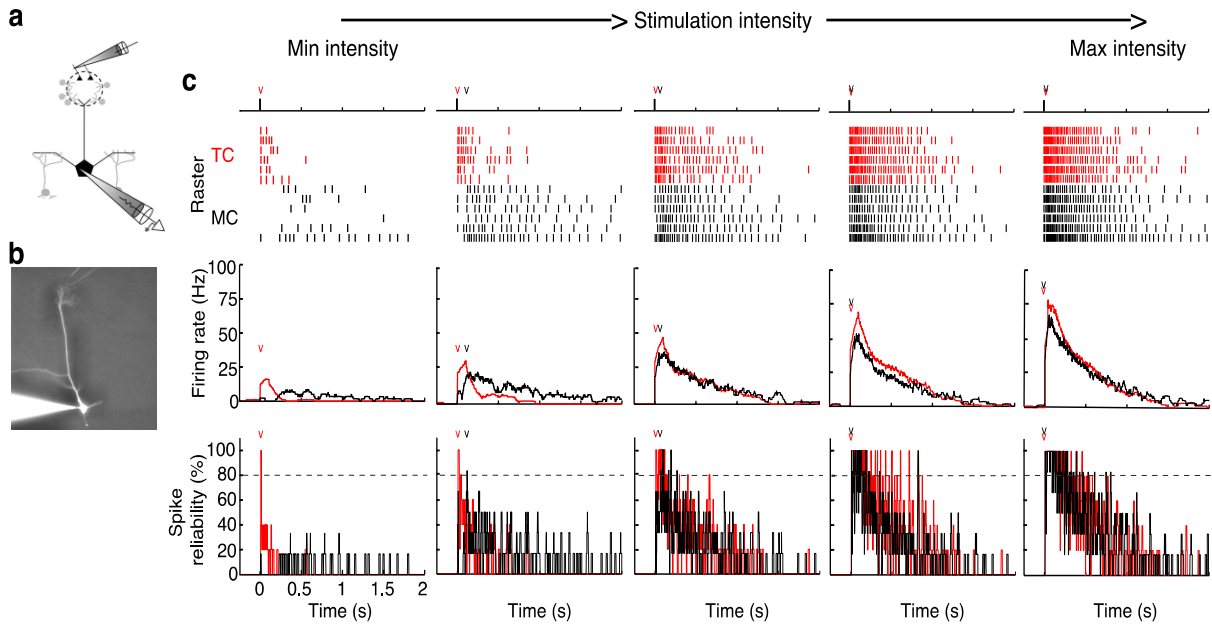 a
Stimulation intensity
Min intensity
Max intensity
c
TC
Raster
MC
b
Firing rate (Hz)
100
75
50
25
0
Spike
reliability (%)
100
80
60
40
20
0
0 0.5 1 1.5 2
Time (s)
Time (s)
Time (s)
Time (s)
Time (s)